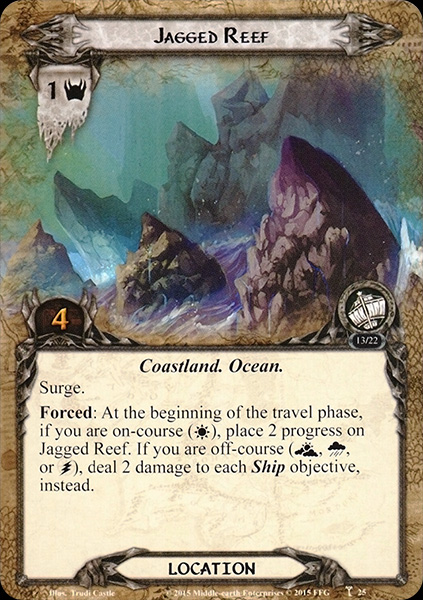 JAGGED REEF
1
4
13/22
Coastland. Ocean.
Surge.
Forced: At the beginning of the travel phase,
if you are on-course (☀), place 2 progress on
Jagged Reef. If you are off-course (
or ), deal 2 damage to each Ship objective,
instead.
LOCATION
Illus. Trudi Castle © 2015 Middle-earth Enterprises © 2015 FFG 25